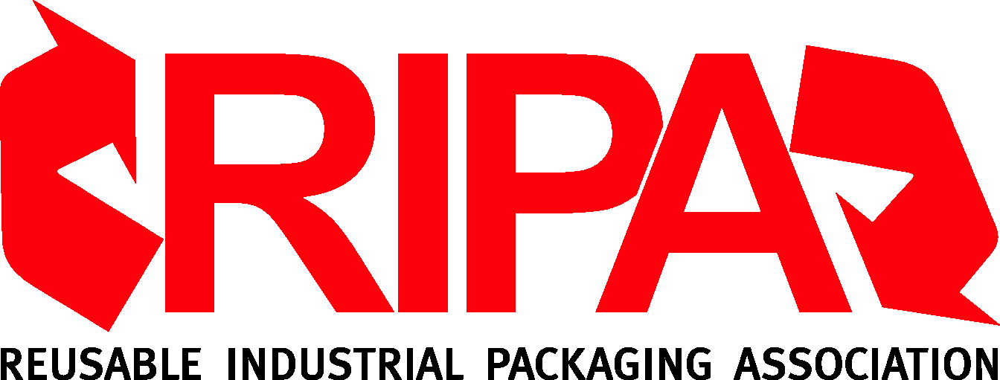 RIPA
REUSABLE INDUSTRIAL PACKAGING ASSOCIATION